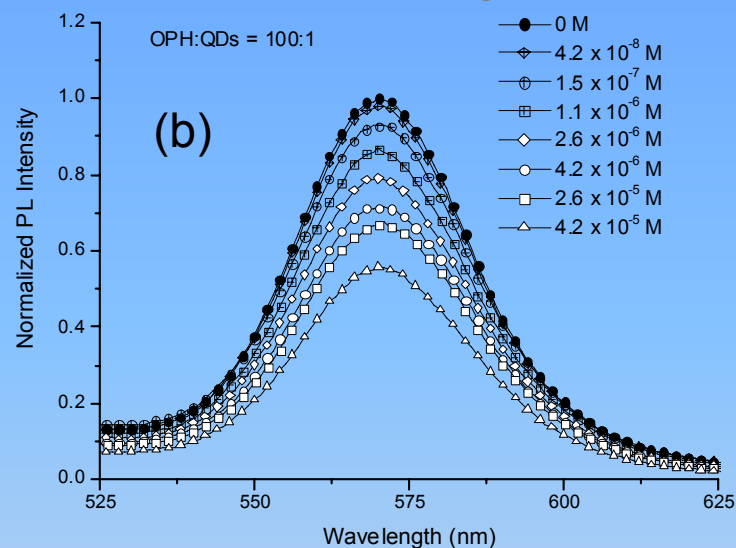 1.2
1.0
0.8
0.6
0.4
0.2
0.0
Normalized PL Intensity
OPH:QDs = 100:1
(b)
0 M
4.2 x 10⁻⁸ M
1.5 x 10⁻⁷ M
1.1 x 10⁻⁶ M
2.6 x 10⁻⁶ M
4.2 x 10⁻⁶ M
2.6 x 10⁻⁵ M
4.2 x 10⁻⁵ M
525 550 575 600 625
Wavelength (nm)